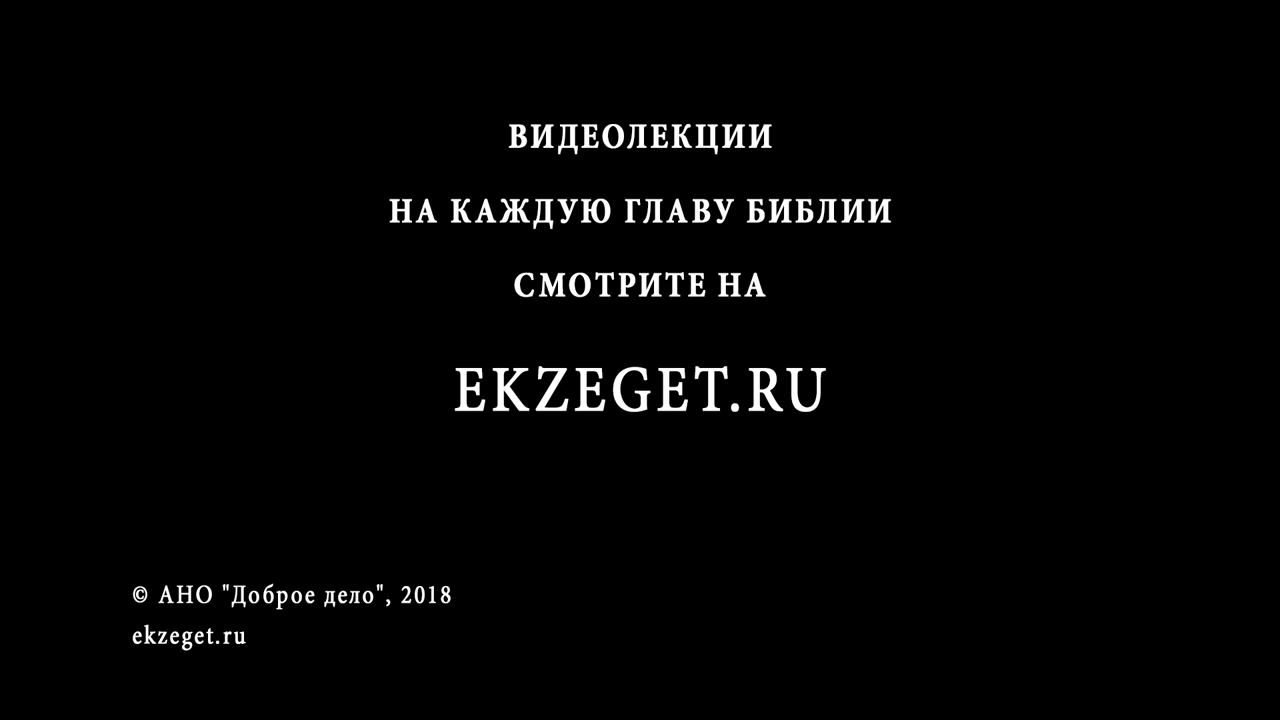 ВИДЕОЛЕКЦИИ
НА КАЖДУЮ ГЛАВУ БИБЛИИ
СМОТРИТЕ НА
EKZEGET.RU
© АНО "Доброе дело", 2018
ekzeget.ru